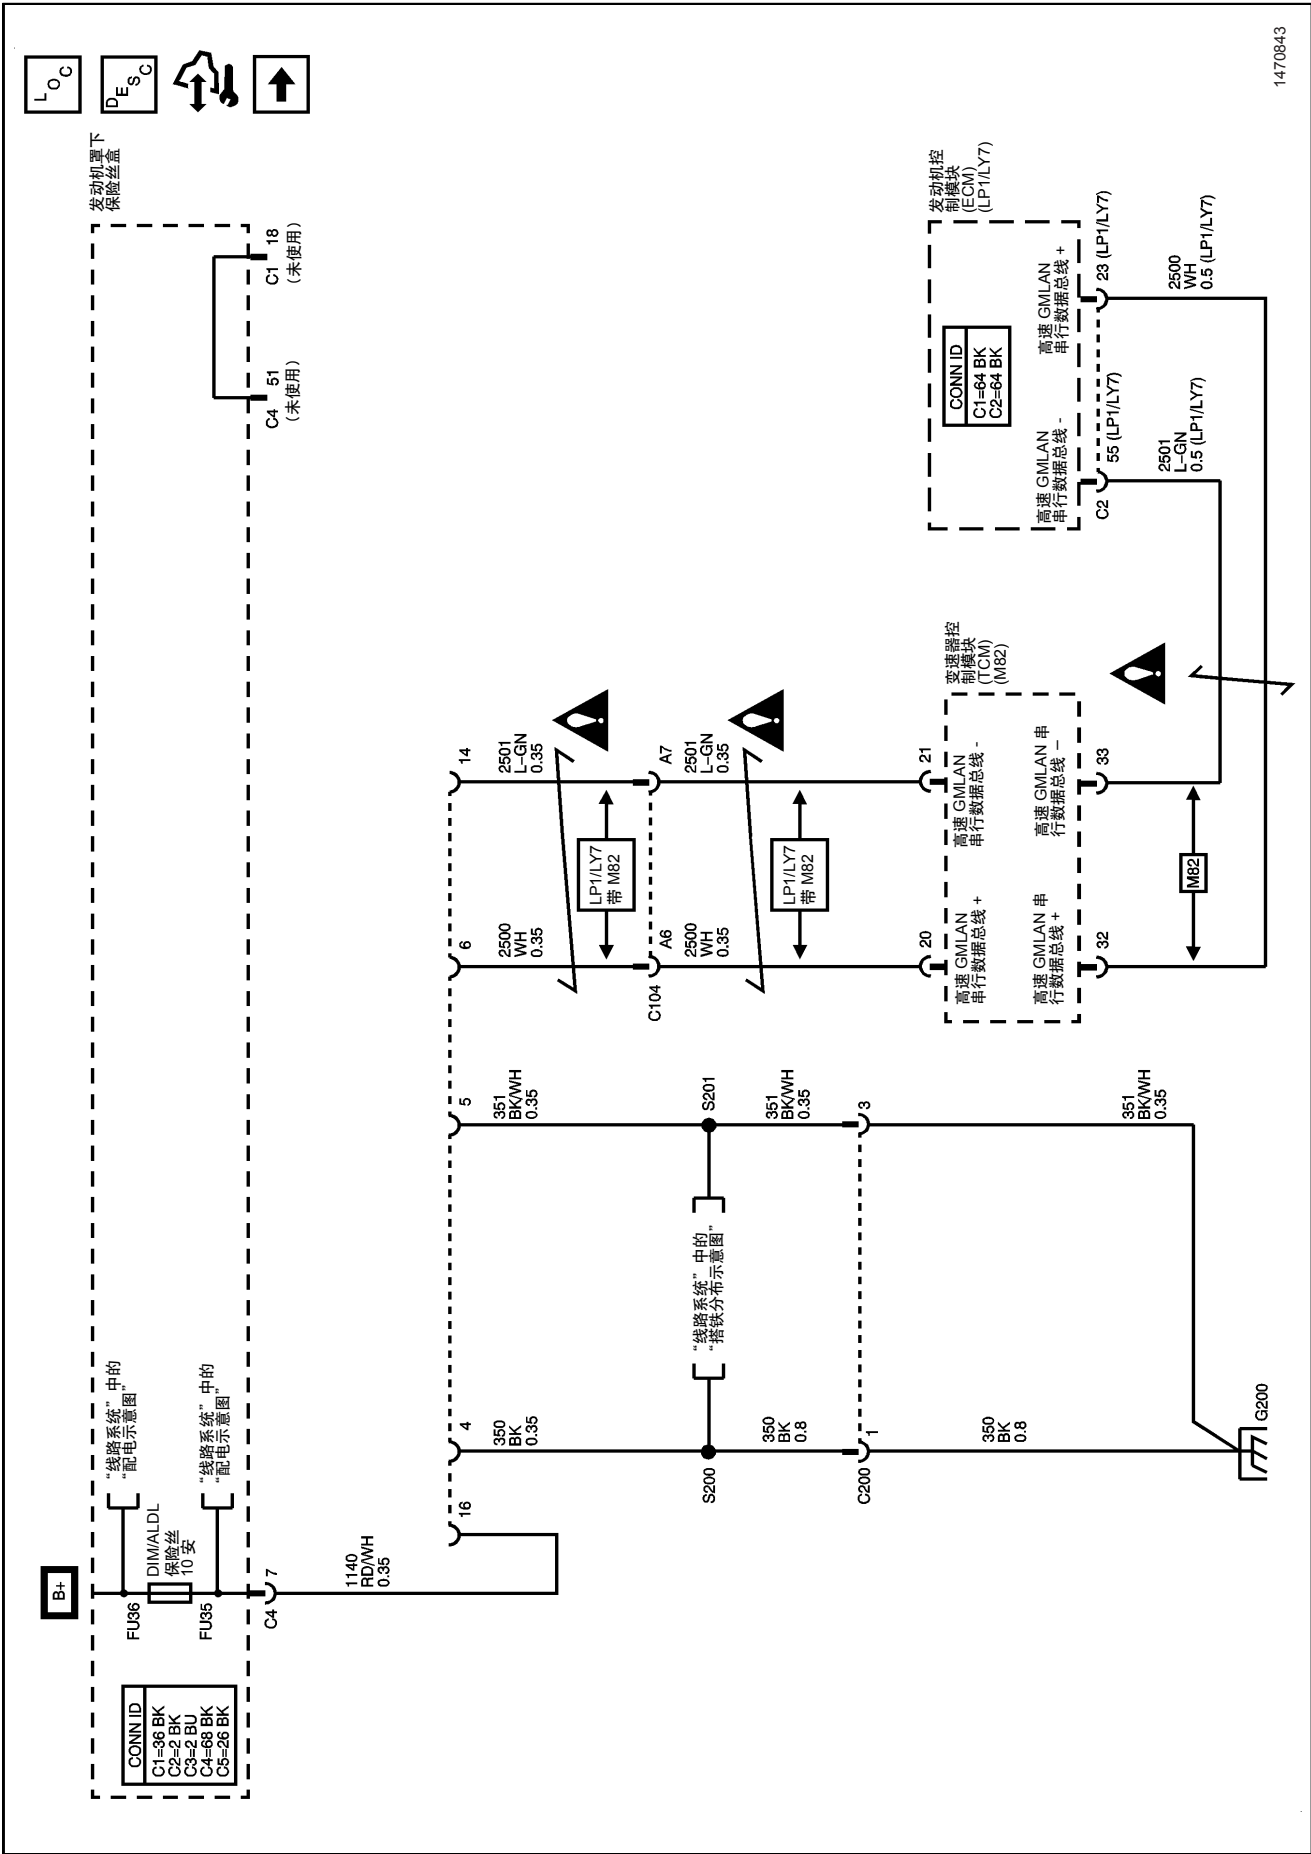 L O C
D E S C
B+
发动机罩下
保险丝盒
CONN ID
C1=36 BK
C2=2 BK
C3=2 BU
C4=68 BK
C5=26 BK
FU36
“线路系统” 中的
“配电示意图”
DIM/ALDL
保险丝
10 安
FU35
“线路系统” 中的
“配电示意图”
C4
7
C4
51
(未使用)
C1
18
(未使用)
1140
RD/WH
0.35
16
4
5
6
14
350
BK
0.35
351
BK/WH
0.35
2500
WH
0.35
2501
L-GN
0.35
LP1/LY7
带 M82
C104
A6
A7
S200
“线路系统” 中的
“搭铁分布示意图”
S201
2500
WH
0.35
2501
L-GN
0.35
LP1/LY7
带 M82
350
BK
0.8
351
BK/WH
0.35
C200
1
3
350
BK
0.8
351
BK/WH
0.35
G200
20
21
变速器控
制模块
(TCM)
(M82)
高速 GMLAN
串行数据总线 +
高速 GMLAN
串行数据总线 -
高速 GMLAN 串
行数据总线 +
高速 GMLAN 串
行数据总线 –
32
33
M82
发动机控
制模块
(ECM)
(LP1/LY7)
CONN ID
C1=64 BK
C2=64 BK
高速 GMLAN
串行数据总线 -
高速 GMLAN
串行数据总线 +
C2
55 (LP1/LY7)
23 (LP1/LY7)
2501
L-GN
0.5 (LP1/LY7)
2500
WH
0.5 (LP1/LY7)
1470843